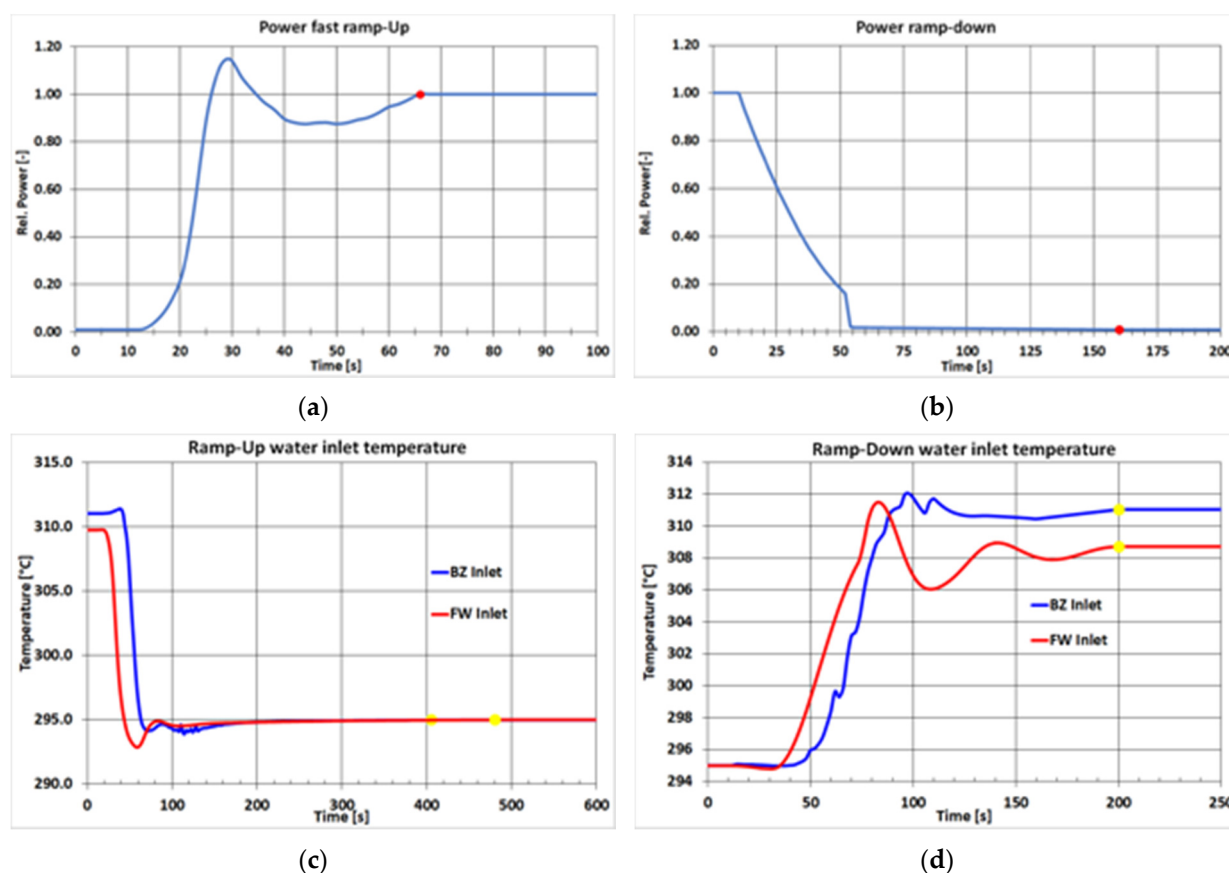 Power fast ramp-Up
1.20
1.00
0.80
0.60
0.40
0.20
0.00
Rel. Power [-]
0 10 20 30 40 50 60 70 80 90 100
Time [s]
(a)
Power ramp-down
1.20
1.00
0.80
0.60
0.40
0.20
0.00
Rel. Power[-]
0 25 50 75 100 125 150 175 200
Time [s]
(b)
Ramp-Up water inlet temperature
315.0
310.0
305.0
300.0
295.0
290.0
Temperature [°C]
BZ Inlet
FW Inlet
0 100 200 300 400 500 600
Time [s]
(c)
Ramp-Down water inlet temperature
314
312
310
308
306
304
302
300
298
296
294
Temperature [°C]
BZ Inlet
FW Inlet
0 50 100 150 200 250
Time [s]
(d)